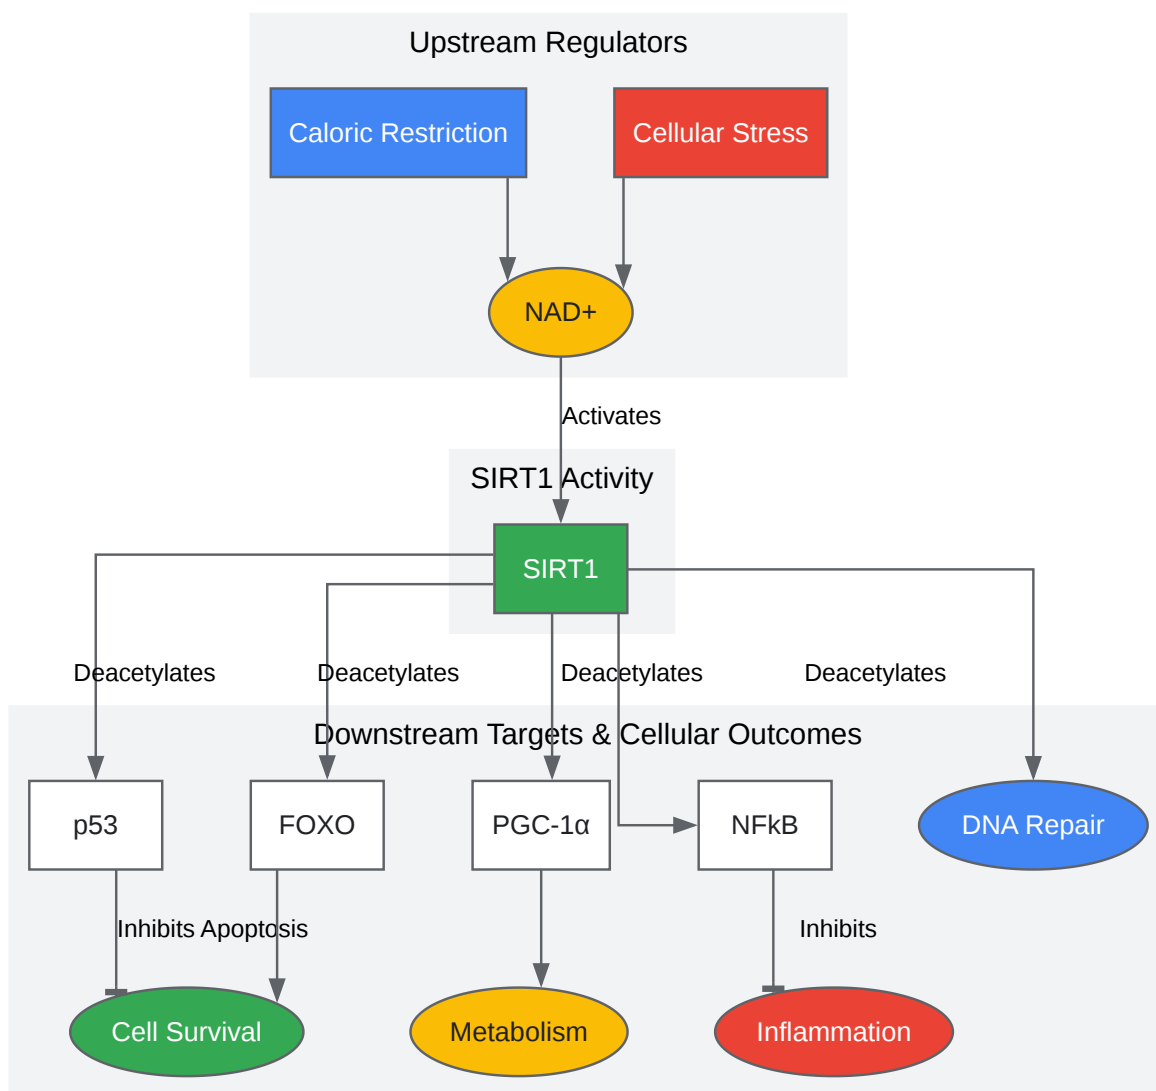 Upstream Regulators
Caloric Restriction
Cellular Stress
NAD+
Activates
SIRT1 Activity
SIRT1
Deacetylates
Deacetylates
Deacetylates
Deacetylates
Downstream Targets & Cellular Outcomes
p53
FOXO
PGC-1α
NFkB
DNA Repair
Inhibits Apoptosis
Inhibits
Cell Survival
Metabolism
Inflammation